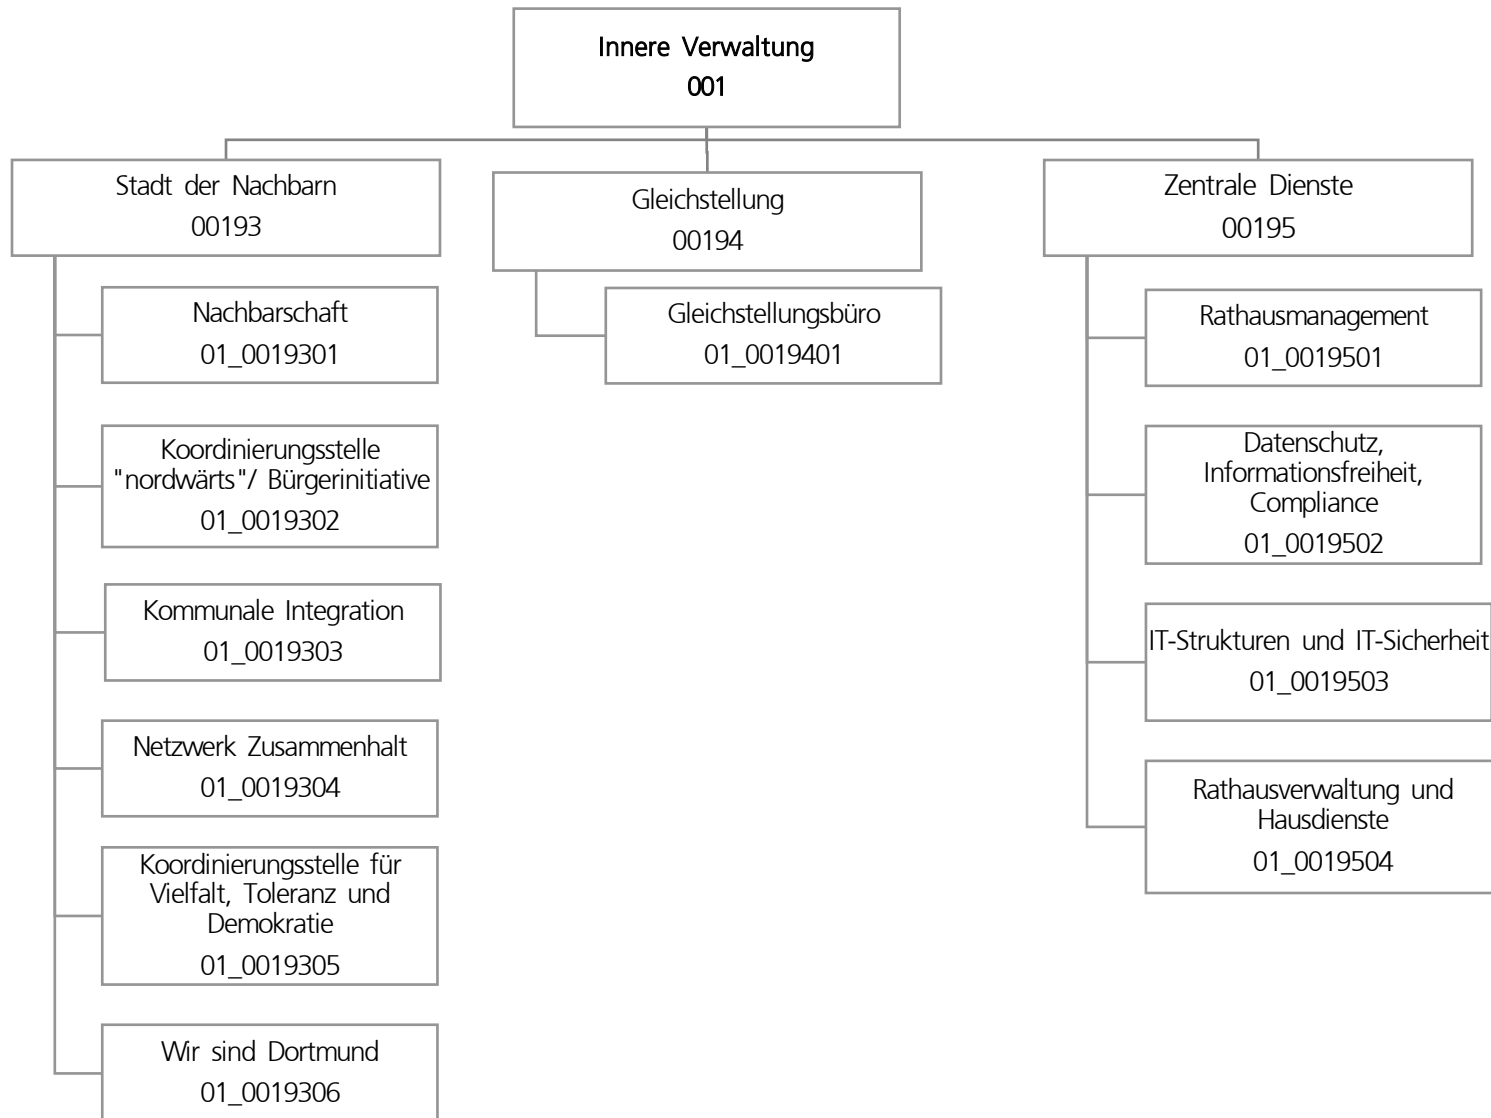 Innere Verwaltung
001
Stadt der Nachbarn
00193
Nachbarschaft
01_0019301
Koordinierungsstelle
"nordwärts"/ Bürgerinitiative
01_0019302
Kommunale Integration
01_0019303
Netzwerk Zusammenhalt
01_0019304
Koordinierungsstelle für
Vielfalt, Toleranz und
Demokratie
01_0019305
Wir sind Dortmund
01_0019306
Gleichstellung
00194
Gleichstellungsbüro
01_0019401
Zentrale Dienste
00195
Rathausmanagement
01_0019501
Datenschutz,
Informationsfreiheit,
Compliance
01_0019502
IT-Strukturen und IT-Sicherheit
01_0019503
Rathausverwaltung und
Hausdienste
01_0019504